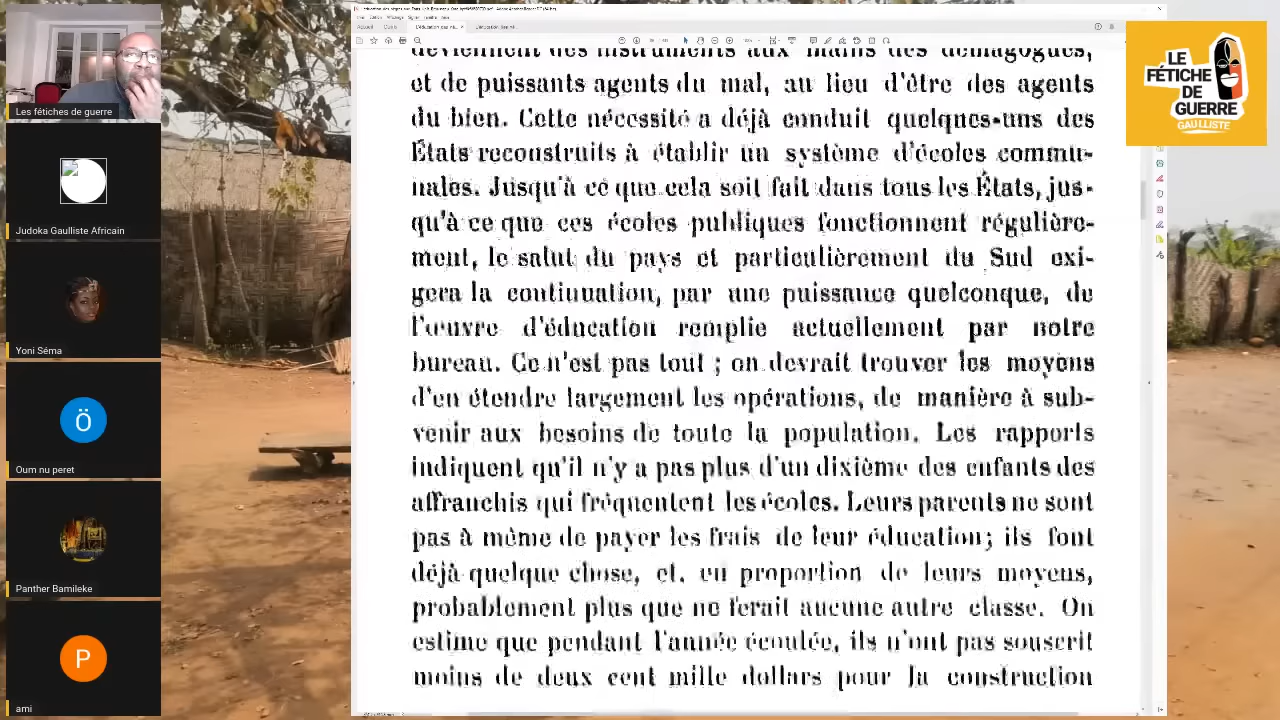 Les fétiches de guerre
Judoka Gaulliste Africain
Yoni Séma
Ö
Oum nu peret
Panther Bamileke
P
ami
Accueil
Outils
deviennent des instruments aux mains des démagogues,
et de puissants agents du mal, au lieu d'être des agents
du bien. Cette nécessité a déjà conduit quelques-uns des
États reconstruits à établir un système d'écoles commu-
nales. Jusqu'à ce que cela soit fait dans tous les États, jus-
qu'à ce que ces écoles publiques fonctionnent régulière-
ment, le salut du pays et particulièrement du Sud exi-
gera la continuation, par une puissance quelconque, de
l'œuvre d'éducation remplie actuellement par notre
bureau. Ce n'est pas tout ; on devrait trouver les moyens
d'en étendre largement les opérations, de manière à sub-
venir aux besoins de toute la population. Les rapports
indiquent qu'il n'y a pas plus d'un dixième des enfants des
affranchis qui fréquentent les écoles. Leurs parents ne sont
pas à même de payer les frais de leur éducation; ils font
déjà quelque chose, et. en proportion de leurs moyens,
probablement plus que ne ferait aucune autre classe. On
estime que pendant l'année écoulée, ils n'ont pas souscrit
moins de deux cent mille dollars pour la construction
LE
FÉTICHE
DE
GUERRE
GAULLISTE